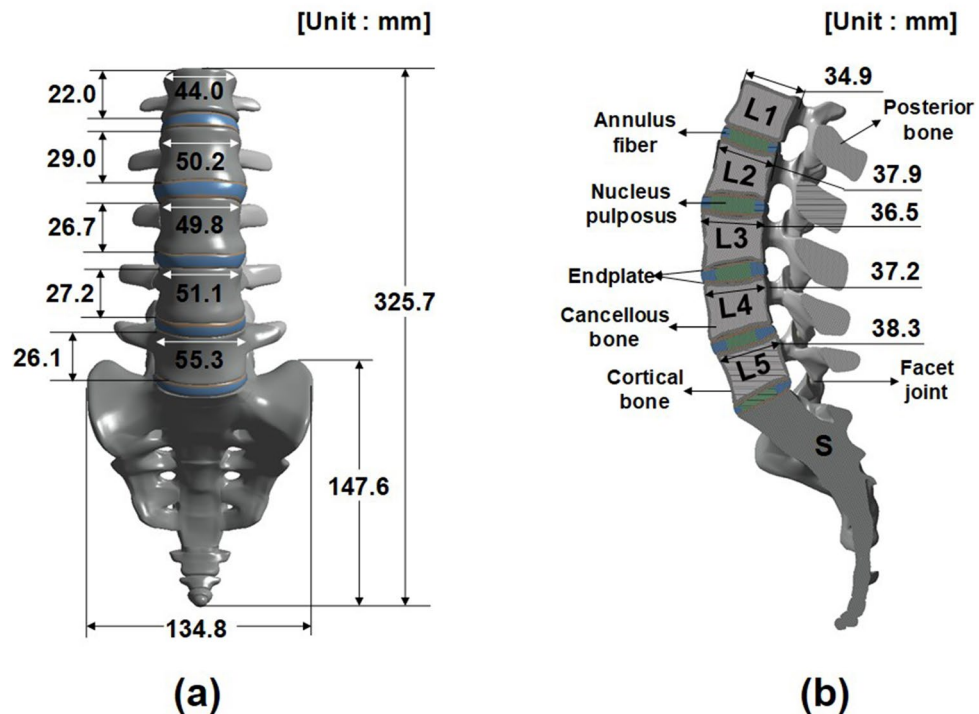 [Unit : mm]
22.0
44.0
29.0
50.2
26.7
49.8
27.2
51.1
26.1
55.3
325.7
147.6
134.8
(a)
[Unit : mm]
34.9
L1
Annulus
fiber
Posterior
bone
L2
37.9
Nucleus
pulposus
36.5
L3
Endplate
37.2
L4
Cancellous
bone
38.3
L5
Cortical
bone
Facet
joint
S
(b)